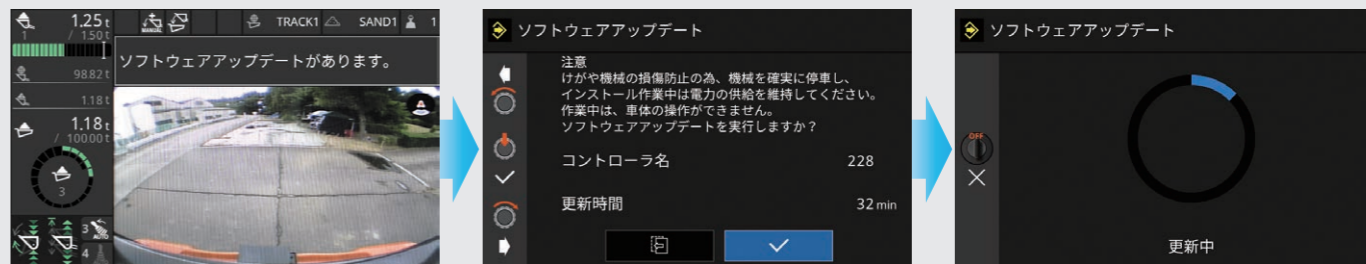 1.25 t
/ 1.50 t
1
98.82 t
1.18 t
1.18 t
/ 100.00 t
3
3
AUTO
4
MANUAL
TRACK1
SAND1
1
ソフトウェアアップデートがあります。
A
ソフトウェアアップデート
注意
けがや機械の損傷防止の為、機械を確実に停車し、
インストール作業中は電力の供給を維持してください。
作業中は、車体の操作ができません。
ソフトウェアアップデートを実行しますか？
コントローラ名 228
更新時間 32 min
ソフトウェアアップデート
OFF
更新中